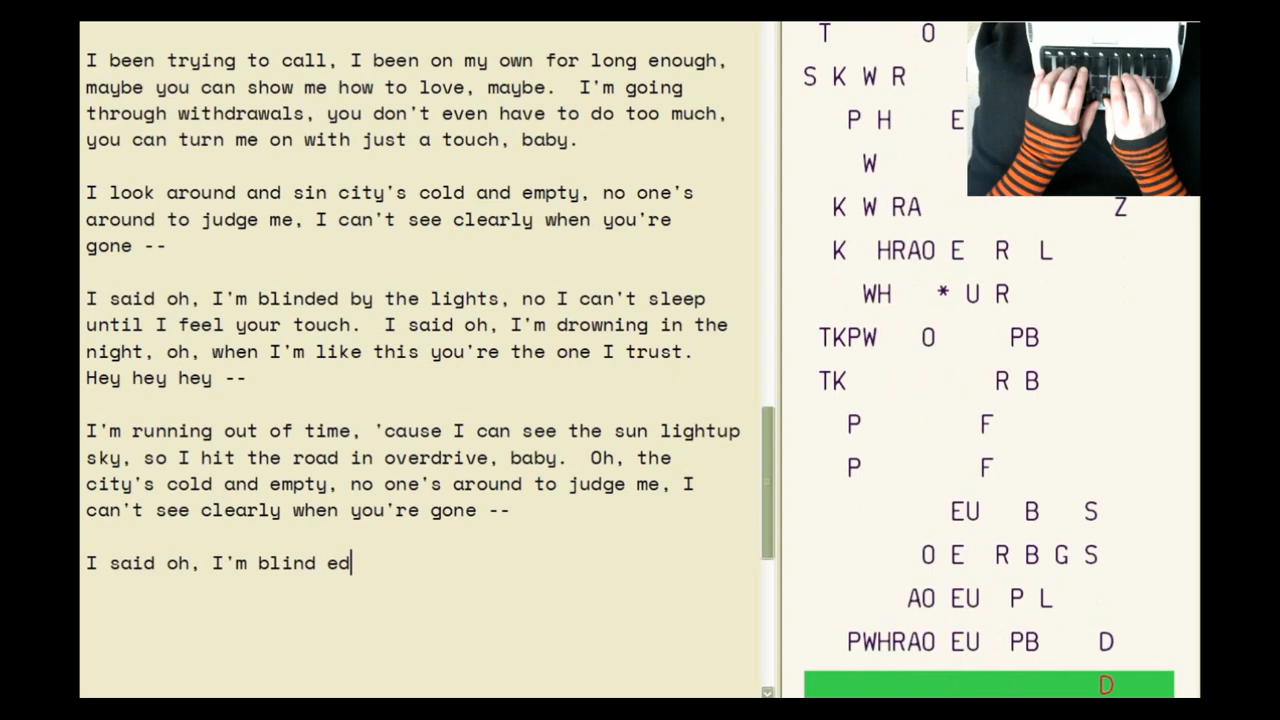 I been trying to call, I been on my own for long enough,
maybe you can show me how to love, maybe.  I'm going
through withdrawals, you don't even have to do too much,
you can turn me on with just a touch, baby.
I look around and sin city's cold and empty, no one's
around to judge me, I can't see clearly when you're
gone --
I said oh, I'm blinded by the lights, no I can't sleep
until I feel your touch.  I said oh, I'm drowning in the
night, oh, when I'm like this you're the one I trust.
Hey hey hey --
I'm running out of time, 'cause I can see the sun lightup
sky, so I hit the road in overdrive, baby.  Oh, the
city's cold and empty, no one's around to judge me, I
can't see clearly when you're gone --
I said oh, I'm blind ed
T O
S K W R
P H E
W
K W RA Z
K HRAO E R L
WH * U R
TKPW O PB
TK R B
P F
P F
EU B S
O E R B G S
AO EU P L
PWHRAO EU PB D
D